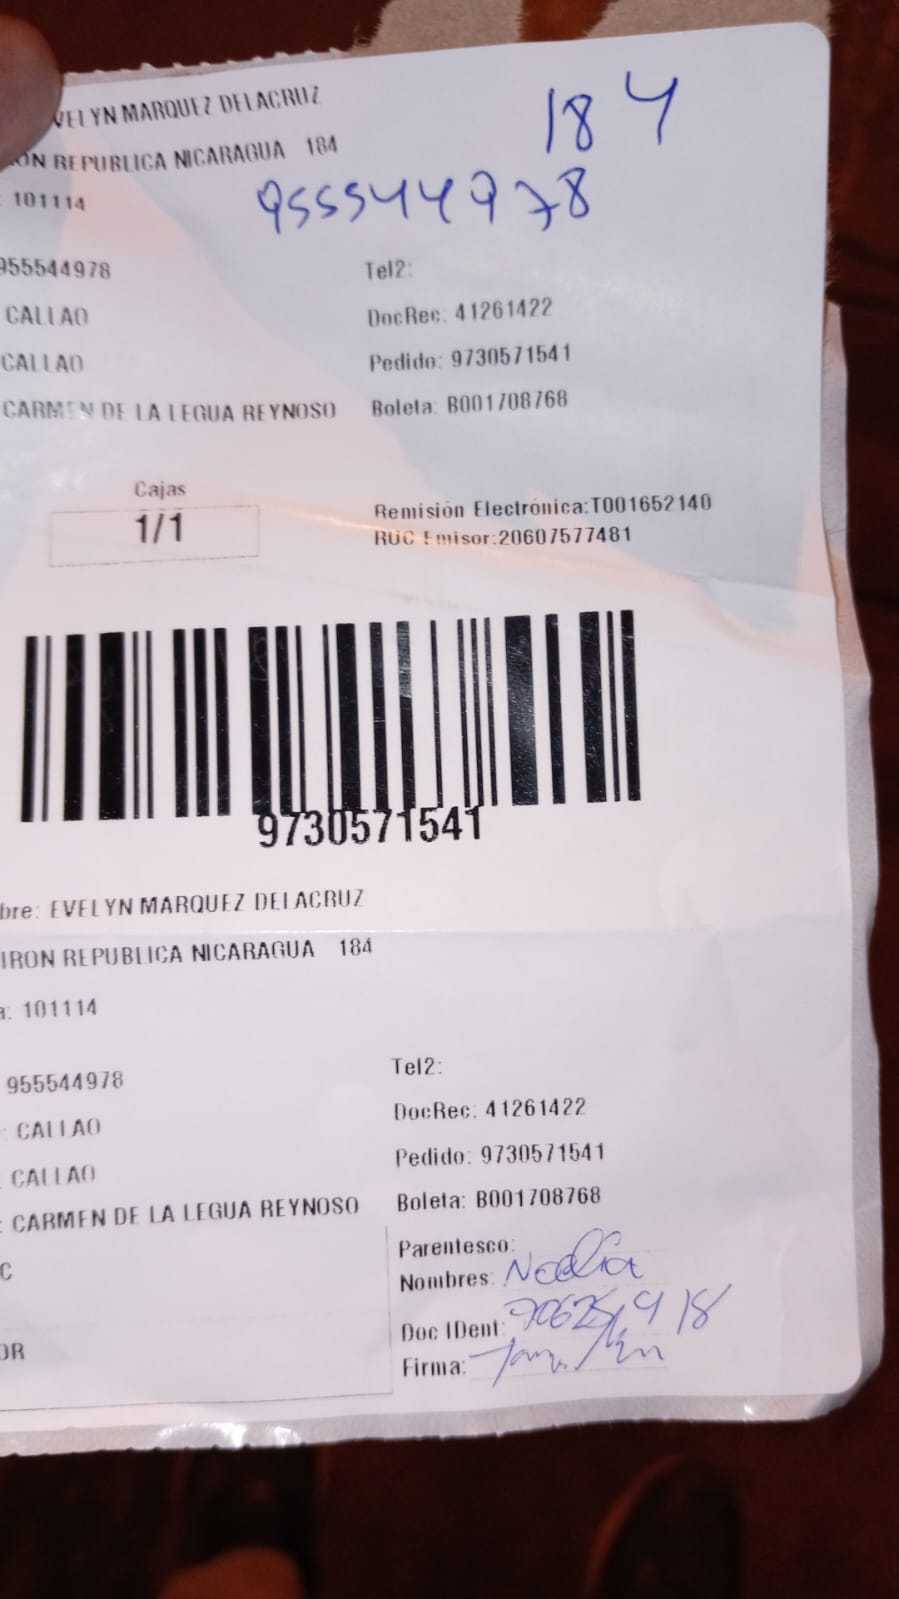 VELYN MARQUEZ DELACRUZ
184
ON REPUBLICA NICARAGUA 184
: 101114
955544978
955544978
Tel2:
CALLAO
DocRec: 41261422
CALLAO
Pedido: 9730571541
CARMEN DE LA LEGUA REYNOSO
Boleta: B001708768
Cajas
1/1
Remisión Electrónica:T001652140
RUC Emisor:20607577481
9730571541
bre: EVELYN MARQUEZ DELACRUZ
IRON REPUBLICA NICARAGUA 184
a: 101114
Tel2:
955544978
DocRec: 41261422
: CALLAO
Pedido: 9730571541
: CALLAO
Boleta: B001708768
: CARMEN DE LA LEGUA REYNOSO
Parentesco:
C
Nombres:
Doc IDent:
OR
Firma: